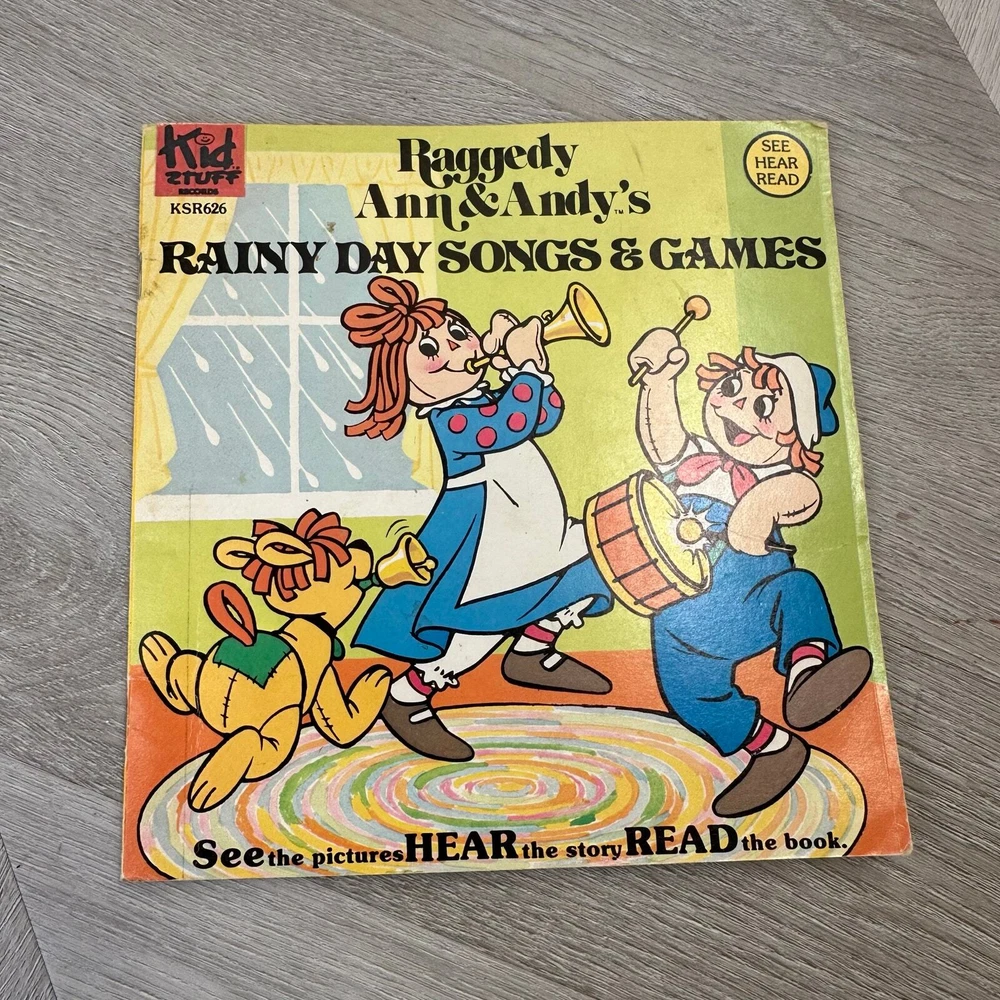 Kid
STUFF
RECORDS
KSR626
Raggedy
Ann & Andy's™
RAINY DAY SONGS & GAMES
SEE
HEAR
READ
See the pictures HEAR the story READ the book.